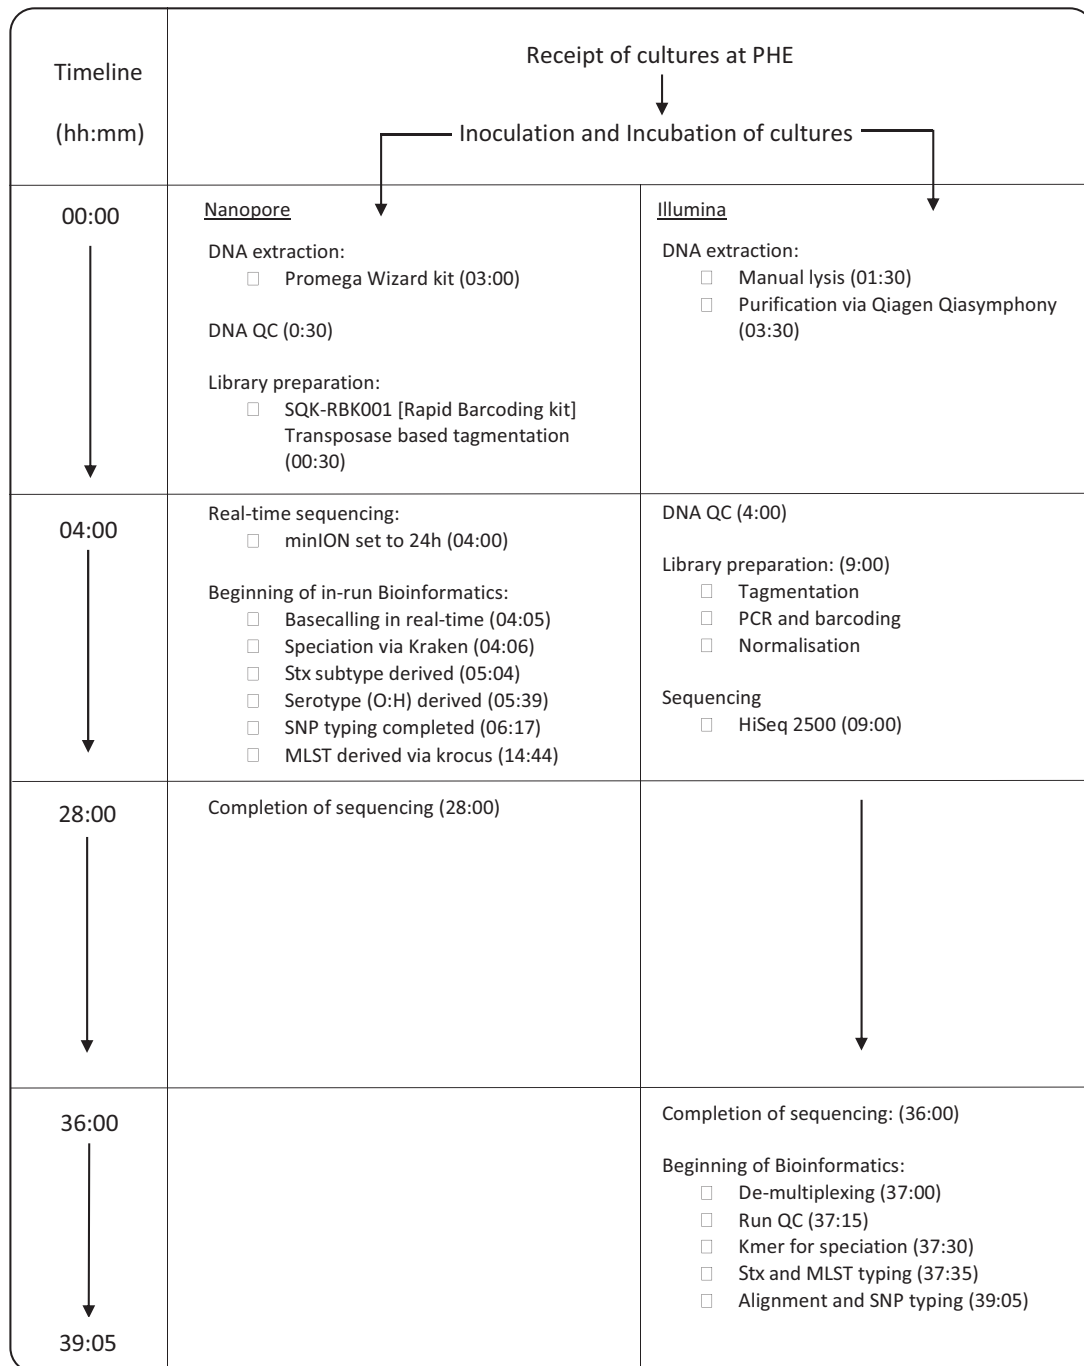 Timeline
(hh:mm)
Receipt of cultures at PHE
Inoculation and Incubation of cultures
00:00
Nanopore
DNA extraction:
Promega Wizard kit (03:00)
DNA QC (0:30)
Library preparation:
SQK-RBK001 [Rapid Barcoding kit]
Transposase based tagmentation
(00:30)
Illumina
DNA extraction:
Manual lysis (01:30)
Purification via Qiagen Qiasymphony
(03:30)
04:00
Real-time sequencing:
minION set to 24h (04:00)
Beginning of in-run Bioinformatics:
Basecalling in real-time (04:05)
Speciation via Kraken (04:06)
Stx subtype derived (05:04)
Serotype (O:H) derived (05:39)
SNP typing completed (06:17)
MLST derived via krocus (14:44)
DNA QC (4:00)
Library preparation: (9:00)
Tagmentation
PCR and barcoding
Normalisation
Sequencing
HiSeq 2500 (09:00)
28:00
Completion of sequencing (28:00)
36:00
Completion of sequencing: (36:00)
Beginning of Bioinformatics:
De-multiplexing (37:00)
Run QC (37:15)
Kmer for speciation (37:30)
Stx and MLST typing (37:35)
Alignment and SNP typing (39:05)
39:05